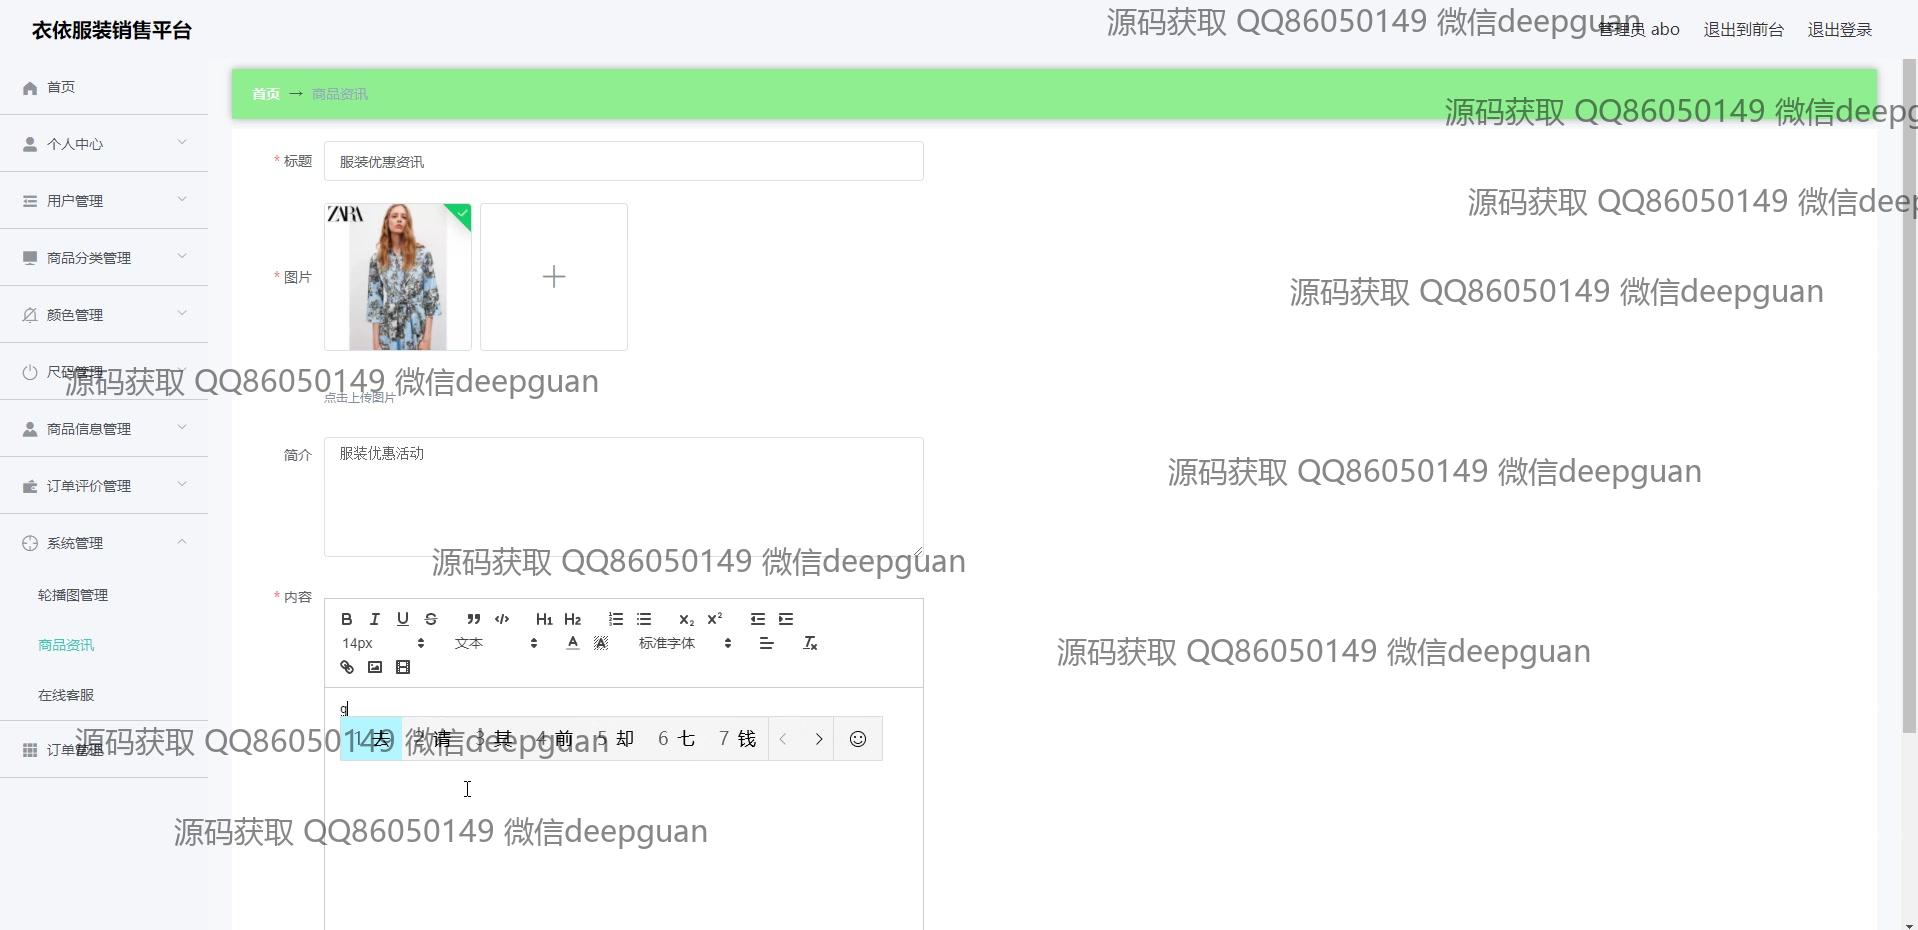 衣依服装销售平台
源码获取 QQ86050149 微信deepguan
管理员 abo 退出到前台 退出登录
首页
首页 → 商品资讯
源码获取 QQ86050149 微信deepg
个人中心
* 标题 服装优惠资讯
用户管理
源码获取 QQ86050149 微信deep
ZARA
商品分类管理
* 图片
源码获取 QQ86050149 微信deepguan
颜色管理
尺码管理
源码获取 QQ86050149 微信deepguan
点击上传图片
商品信息管理
简介 服装优惠活动
源码获取 QQ86050149 微信deepguan
订单评价管理
系统管理
源码获取 QQ86050149 微信deepguan
轮播图管理
* 内容
B I U S H1 H2 X2 X2
14px 文本 A A 标准字体 Tx
商品资讯
源码获取 QQ86050149 微信deepguan
在线客服
q
订单管理
源码获取 QQ86050149 微信deepguan
1 去 2 请 3 其 4 前 5 却 6 七 7 钱
源码获取 QQ86050149 微信deepguan